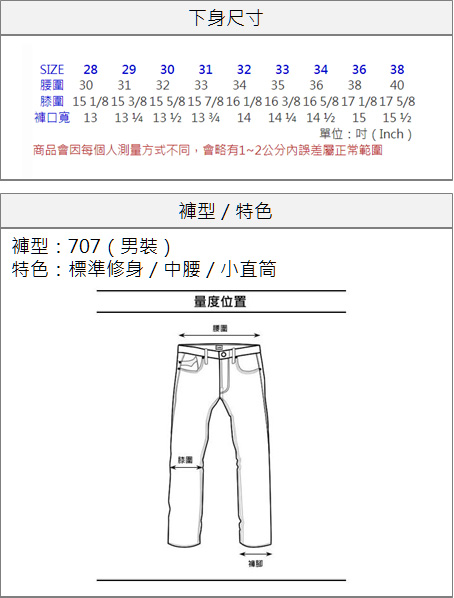 下身尺寸
SIZE 28 29 30 31 32 33 34 36 38
腰圍 30 31 32 33 34 35 36 38 40
膝圍 15 1/8 15 3/8 15 5/8 15 7/8 16 1/8 16 3/8 16 5/8 17 1/8 17 5/8
褲口寬 13 13 ¼ 13 ½ 13 ¾ 14 14 ¼ 14 ½ 15 15 ½
單位：吋 ( Inch )
商品會因每個人測量方式不同，會略有1~2公分內誤差屬正常範圍
褲型 / 特色
褲型：707 ( 男裝 )
特色：標準修身 / 中腰 / 小直筒
量度位置
腰圍
膝圍
褲腳